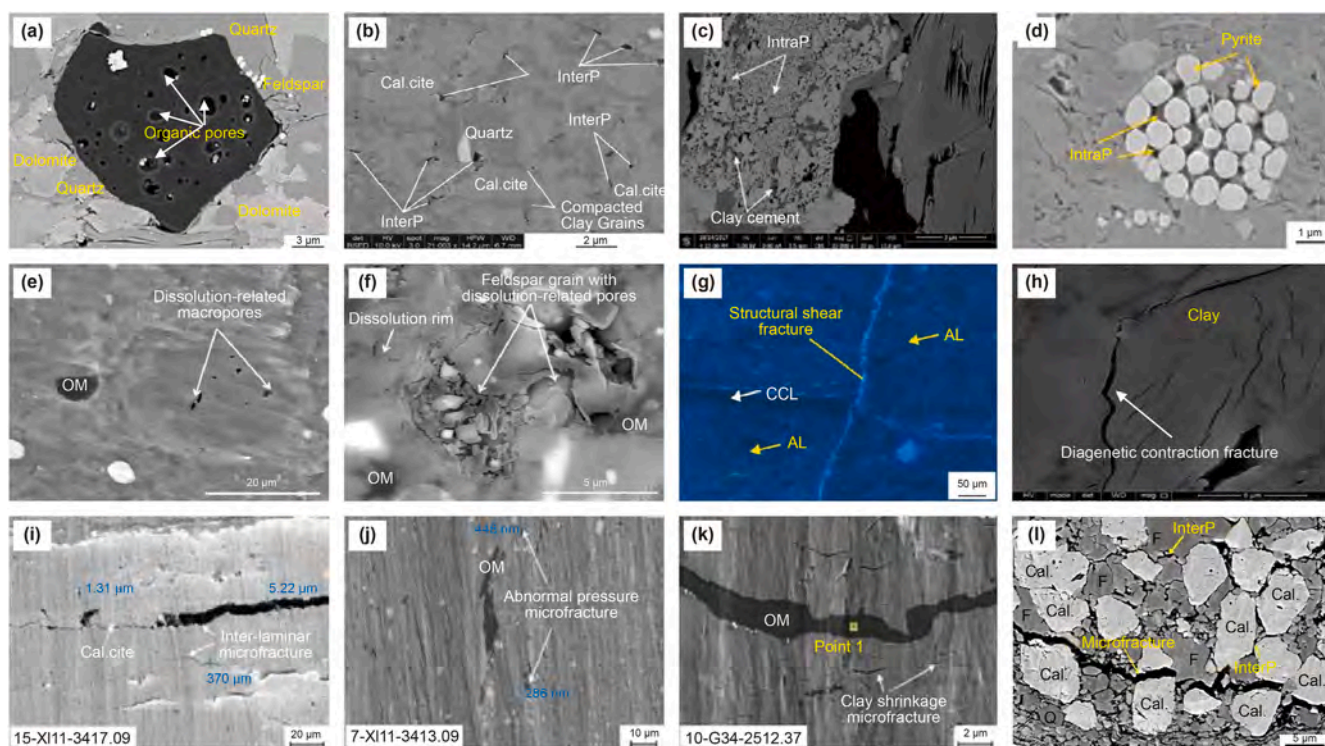 (a)
Quartz
Feldspar
Organic pores
Dolomite
Quartz
Dolomite
3 μm
(b)
Cal.cite
InterP
Quartz
InterP
Cal.cite
Cal.cite
InterP
Compacted
Clay Grains
2 μm
(c)
IntraP
Clay cement
(d)
Pyrite
IntraP
1 μm
(e)
Dissolution-related
macropores
OM
20 μm
(f)
Feldspar grain with
dissolution-related pores
Dissolution rim
OM
OM
5 μm
(g)
Structural shear
fracture
AL
CCL
AL
50 μm
(h)
Clay
Diagenetic contraction
fracture
(i)
1.31 μm
5.22 μm
Cal.cite
Inter-laminar
microfracture
370 μm
15-XI11-3417.09
20 μm
(j)
448 nm
OM
Abnormal pressure
microfracture
286 nm
7-XI11-3413.09
10 μm
(k)
OM
Point 1
Clay shrinkage
microfracture
10-G34-2512.37
2 μm
(l)
InterP
F
Cal.
Cal.
F
Cal.
F
Cal.
Cal.
Microfracture
F
InterP
Cal.
Cal.
Cal.
Cal.
Q
5 μm